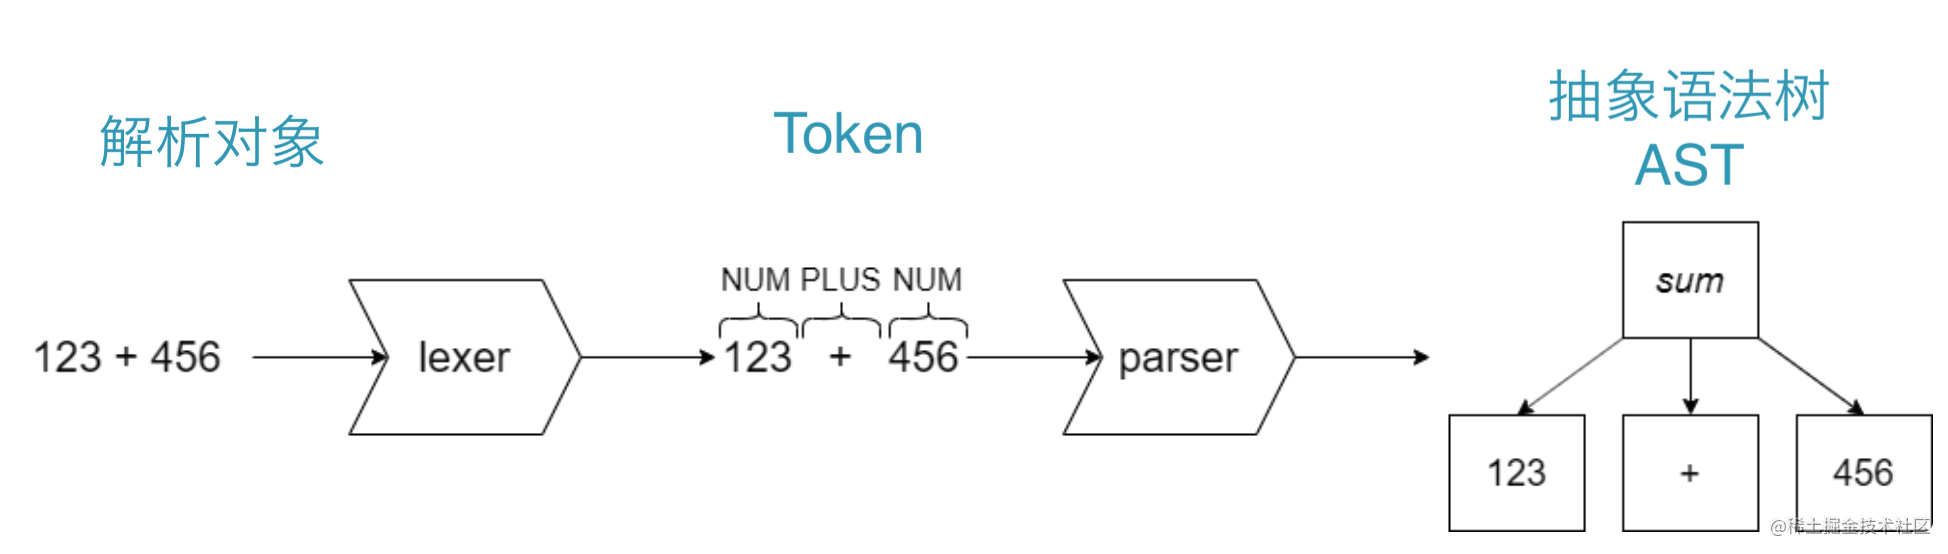 解析对象
Token
抽象语法树
AST
NUM PLUS NUM
sum
123 + 456
lexer
123 + 456
parser
123
+
456
@稀土掘金技术社区